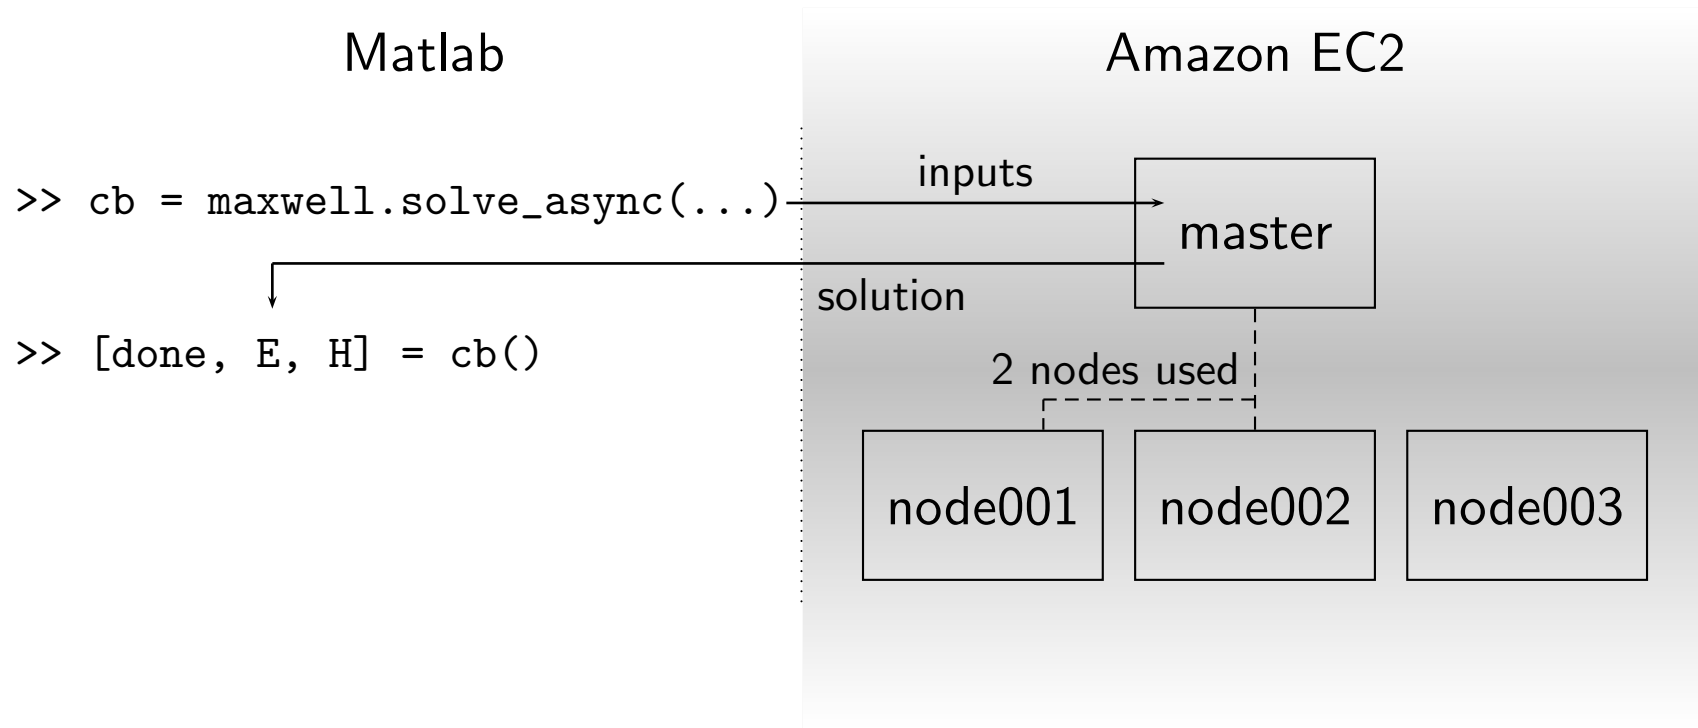 Matlab
Amazon EC2
inputs
>> cb = maxwell.solve_async(...)
master
solution
>> [done, E, H] = cb()
2 nodes used
node001
node002
node003